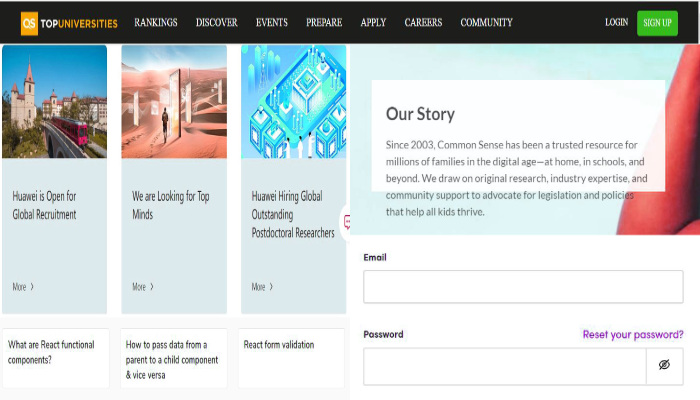 QS TOPUNIVERSITIES RANKINGS DISCOVER EVENTS PREPARE APPLY CAREERS COMMUNITY LOGIN SIGN UP
Huawei is Open for
Global Recruitment
More
We are Looking for Top
Minds
More
Huawei Hiring Global
Outstanding
Postdoctoral Researchers
More
Our Story
Since 2003, Common Sense has been a trusted resource for
millions of families in the digital age—at home, in schools, and
beyond. We draw on original research, industry expertise, and
community support to advocate for legislation and policies
that help all kids thrive.
Email
Password Reset your password?
What are React functional
components?
How to pass data from a
parent to a child component
& vice versa
React form validation